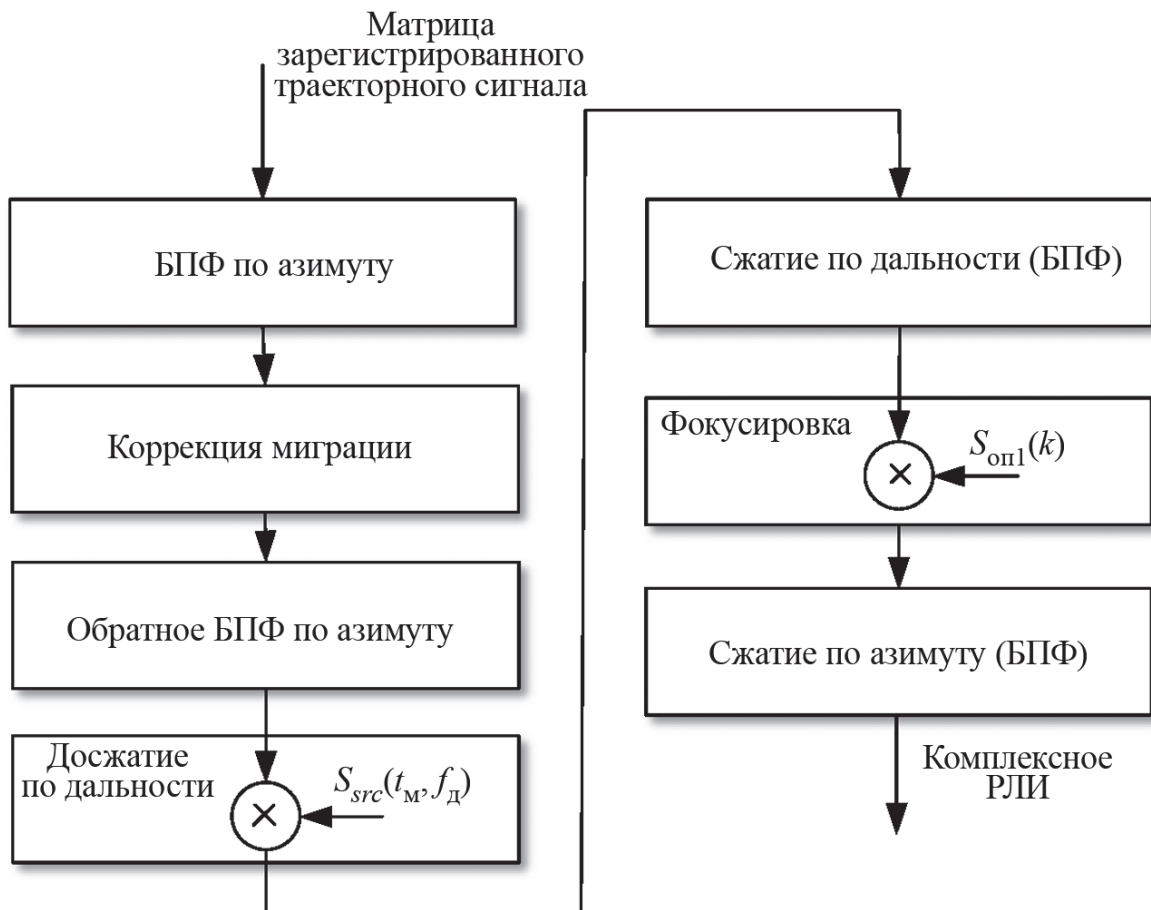 Матрица
зарегистрированного
траекторного сигнала
БПФ по азимуту
Коррекция миграции
Обратное БПФ по азимуту
Досжатие
по дальности
S_src(t_м, f_д)
Сжатие по дальности (БПФ)
Фокусировка
S_оп1(k)
Сжатие по азимуту (БПФ)
Комплексное
РЛИ